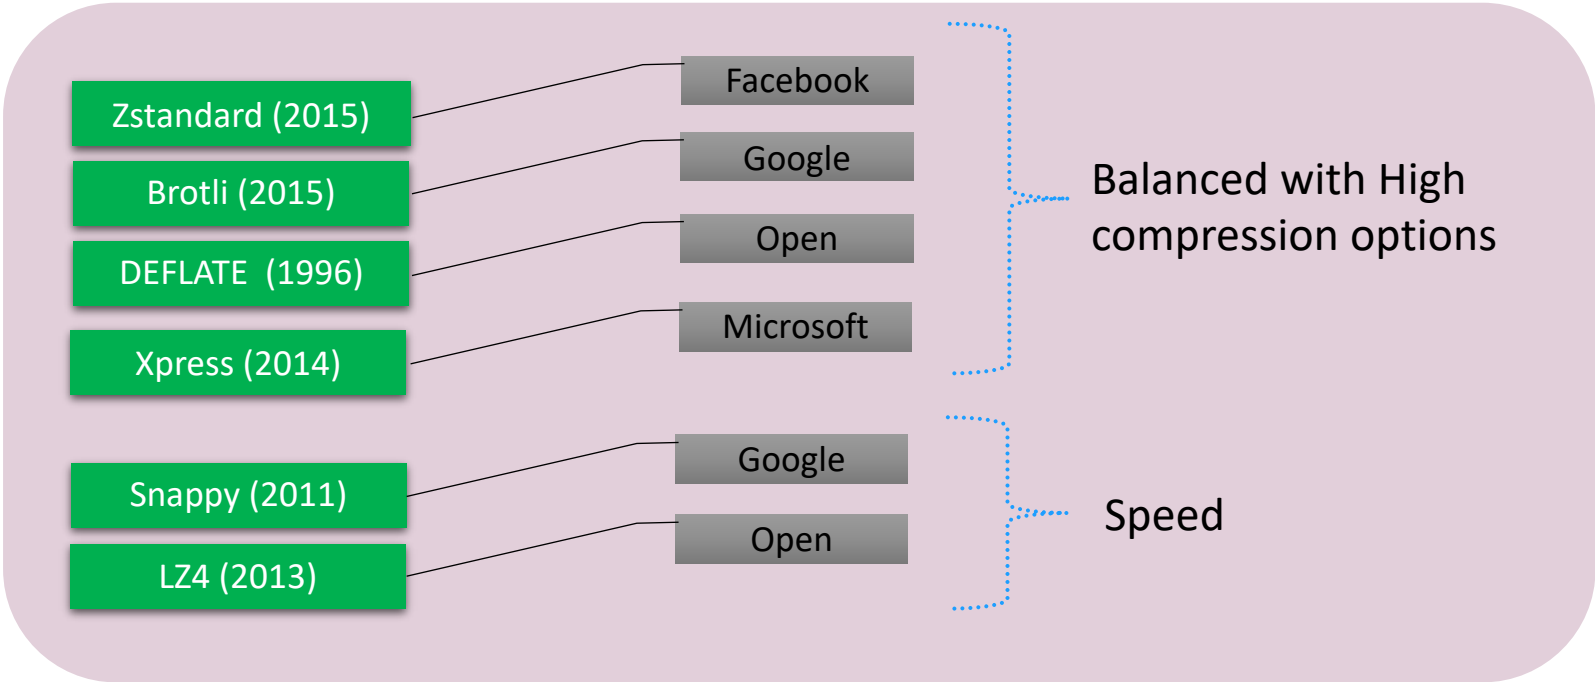 Zstandard (2015)
Facebook
Brotli (2015)
Google
DEFLATE  (1996)
Open
Xpress (2014)
Microsoft
Balanced with High
compression options
Snappy (2011)
Google
LZ4 (2013)
Open
Speed